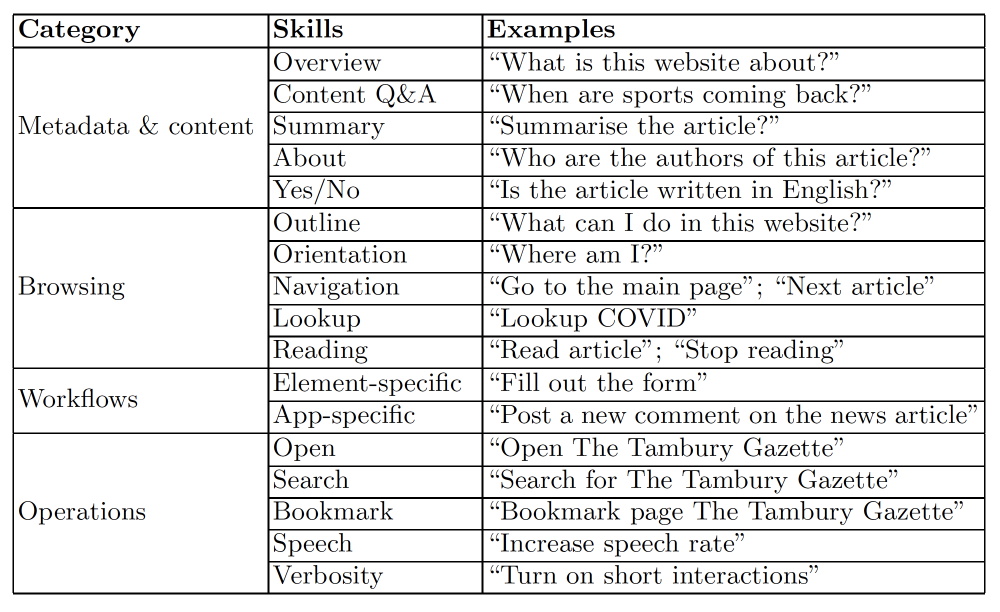 Category Skills Examples
Overview “What is this website about?”
Content Q&A “When are sports coming back?”
Metadata & content Summary “Summarise the article?”
About “Who are the authors of this article?”
Yes/No “Is the article written in English?”
Outline “What can I do in this website?”
Orientation “Where am I?”
Browsing Navigation “Go to the main page”; “Next article”
Lookup “Lookup COVID”
Reading “Read article”; “Stop reading”
Workflows
Element-specific “Fill out the form”
App-specific “Post a new comment on the news article”
Open “Open The Tambury Gazette”
Search “Search for The Tambury Gazette”
Operations Bookmark “Bookmark page The Tambury Gazette”
Speech “Increase speech rate”
Verbosity “Turn on short interactions”